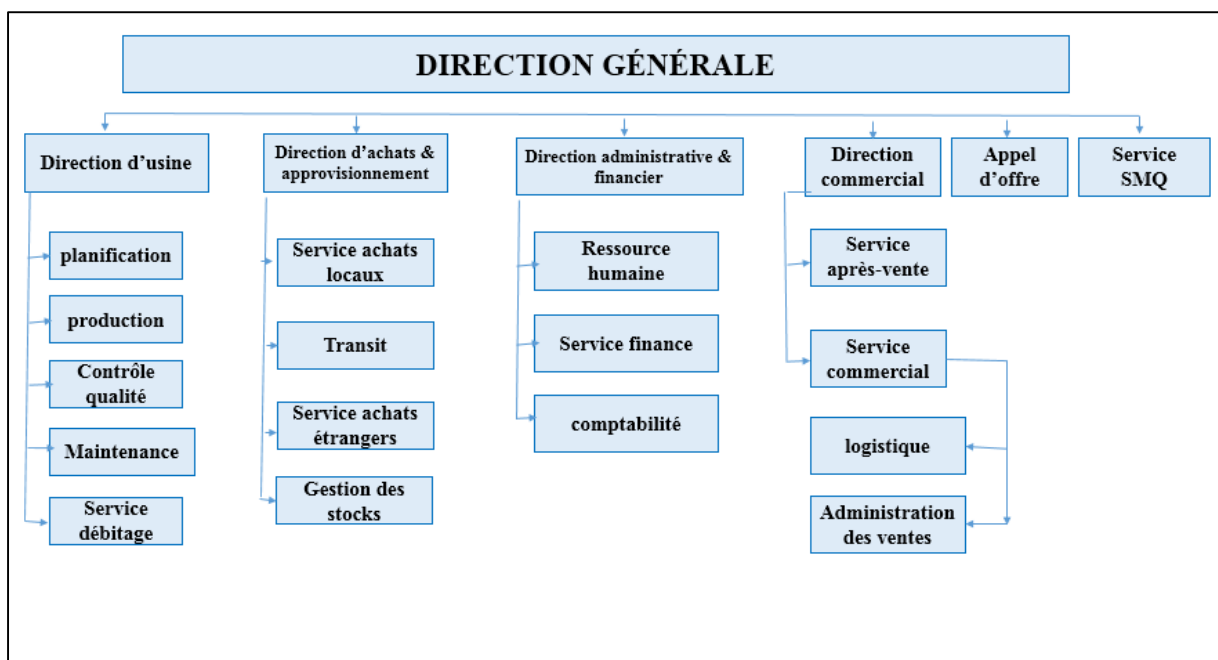 DIRECTION GÉNÉRALE
Direction d’usine
Direction d’achats &
approvisionnement
Direction administrative &
financier
Direction
commercial
Appel
d’offre
Service
SMQ
planification
production
Contrôle
qualité
Maintenance
Service
débitage
Service achats
locaux
Transit
Service achats
étrangers
Gestion des
stocks
Ressource
humaine
Service finance
comptabilité
Service
après-vente
Service
commercial
logistique
Administration
des ventes